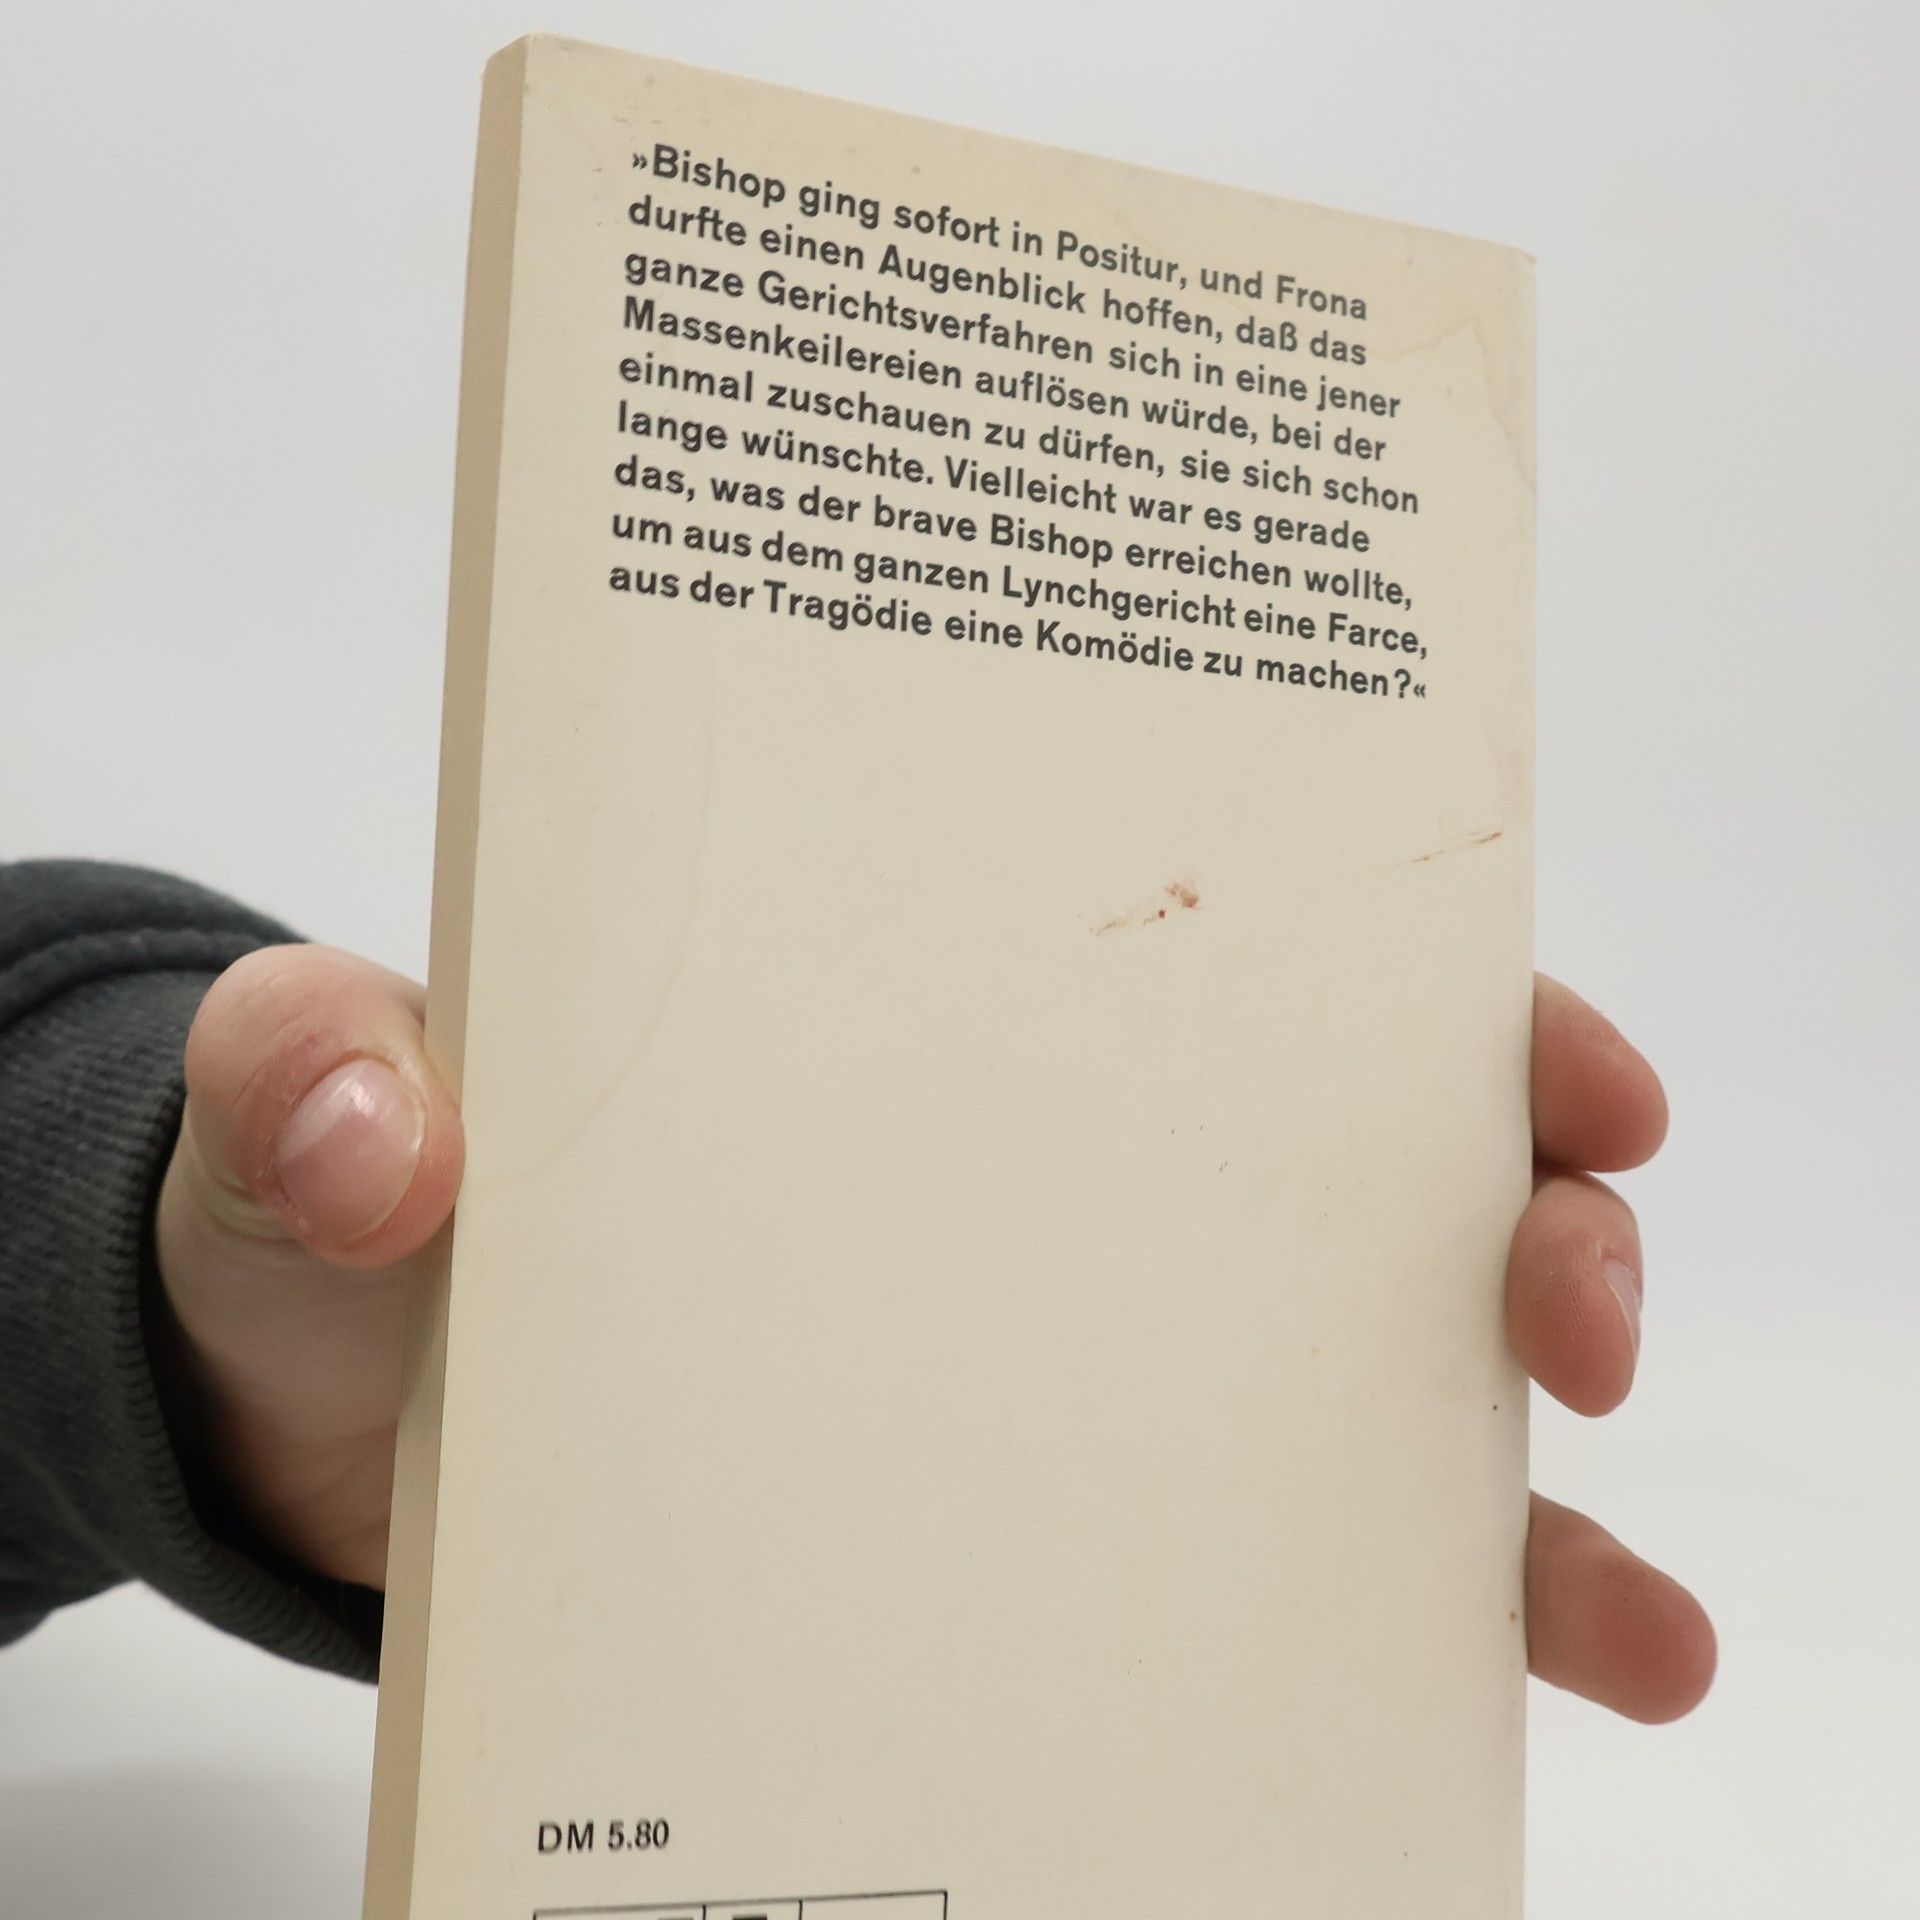 »Bishop ging sofort in Positur, und Frona
durfte einen Augenblick hoffen, daß das
ganze Gerichtsverfahren sich in eine jener
Massenkeilereien auflösen würde, bei der
einmal zuschauen zu dürfen, sie sich schon
lange wünschte. Vielleicht war es gerade
das, was der brave Bishop erreichen wollte,
um aus dem ganzen Lynchgericht eine Farce,
aus der Tragödie eine Komödie zu machen?«
DM 5.80